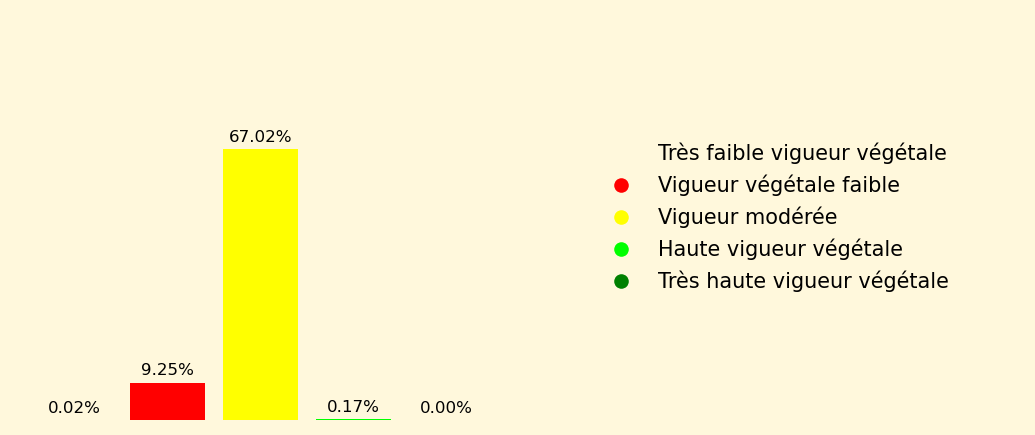 67.02%
9.25%
0.02%
0.17%
0.00%
Très faible vigueur végétale
Vigueur végétale faible
Vigueur modérée
Haute vigueur végétale
Très haute vigueur végétale